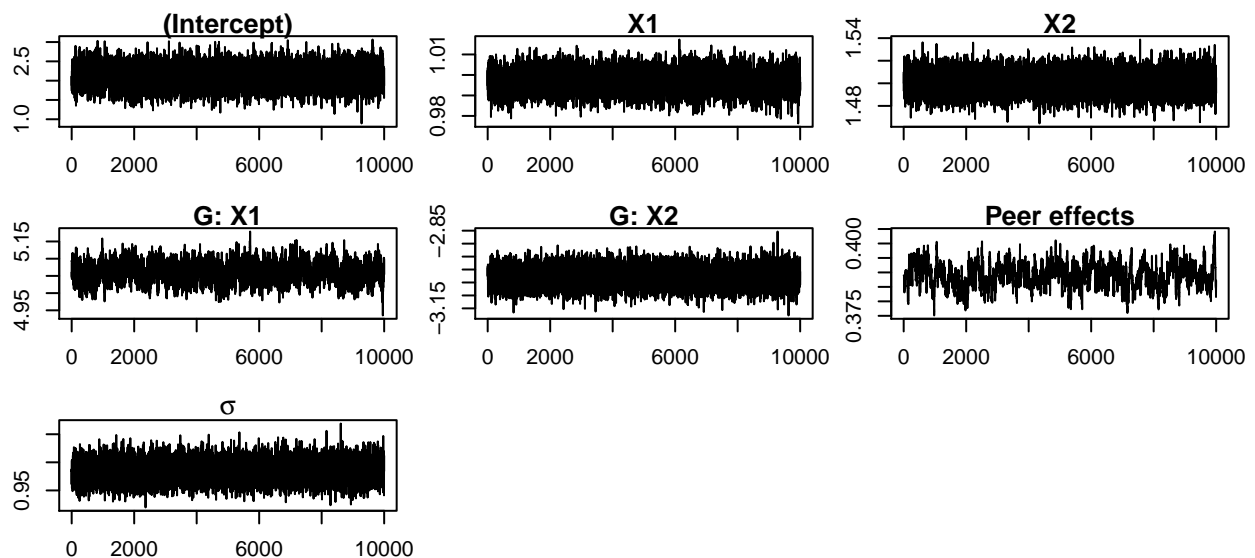 (Intercept)
1.0 2.5
0 2000 6000 10000
X1
0.98 1.01
0 2000 6000 10000
X2
1.48 1.54
0 2000 6000 10000
G: X1
4.95 5.15
0 2000 6000 10000
G: X2
−3.15 −2.85
0 2000 6000 10000
Peer effects
0.375 0.400
0 2000 6000 10000
σ
0.95
0 2000 6000 10000